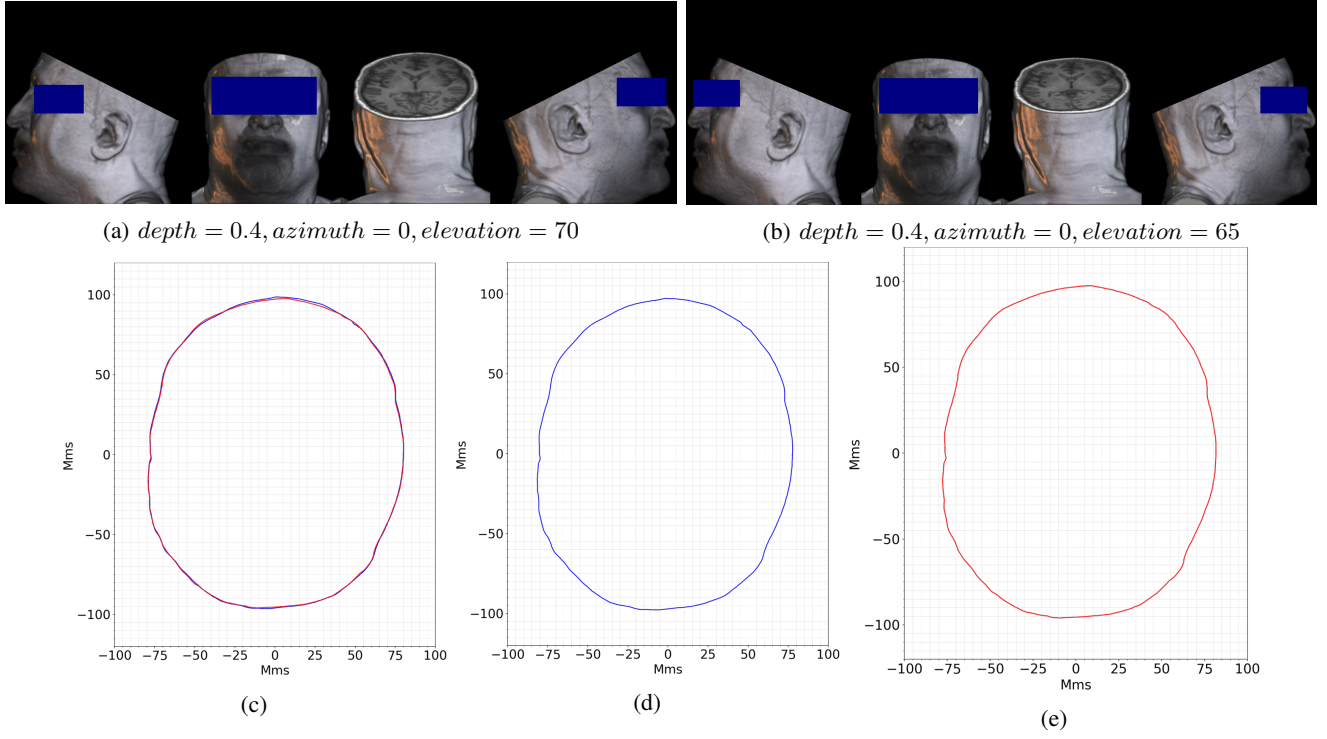 (a) depth = 0.4, azimuth = 0, elevation = 70
(b) depth = 0.4, azimuth = 0, elevation = 65
100
50
0
−50
−100
Mms
−100 −75 −50 −25 0 25 50 75 100
Mms
(c)
100
50
0
−50
−100
Mms
−100 −75 −50 −25 0 25 50 75 100
Mms
(d)
100
50
0
−50
−100
Mms
−100 −75 −50 −25 0 25 50 75 100
Mms
(e)